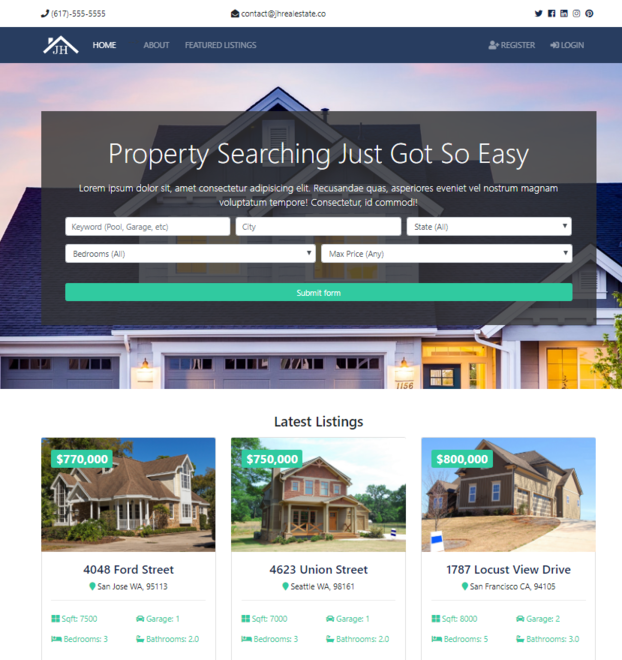 (617)-555-5555 contact@jhrealestate.co
JH HOME ABOUT FEATURED LISTINGS REGISTER LOGIN
Property Searching Just Got So Easy
Lorem ipsum dolor sit, amet consectetur adipisicing elit. Recusandae quas, asperiores eveniet vel nostrum magnam
voluptatum tempore! Consectetur, id commodi!
Keyword (Pool, Garage, etc) City State (All)
Bedrooms (All) Max Price (Any)
Submit form
1156
Latest Listings
$770,000 $750,000 $800,000
4048 Ford Street 4623 Union Street 1787 Locust View Drive
San Jose WA, 95113 Seattle WA, 98161 San Francisco CA, 94105
Sqft: 7500 Garage: 1 Sqft: 7000 Garage: 1 Sqft: 8000 Garage: 2
Bedrooms: 3 Bathrooms: 2.0 Bedrooms: 3 Bathrooms: 2.0 Bedrooms: 5 Bathrooms: 3.0